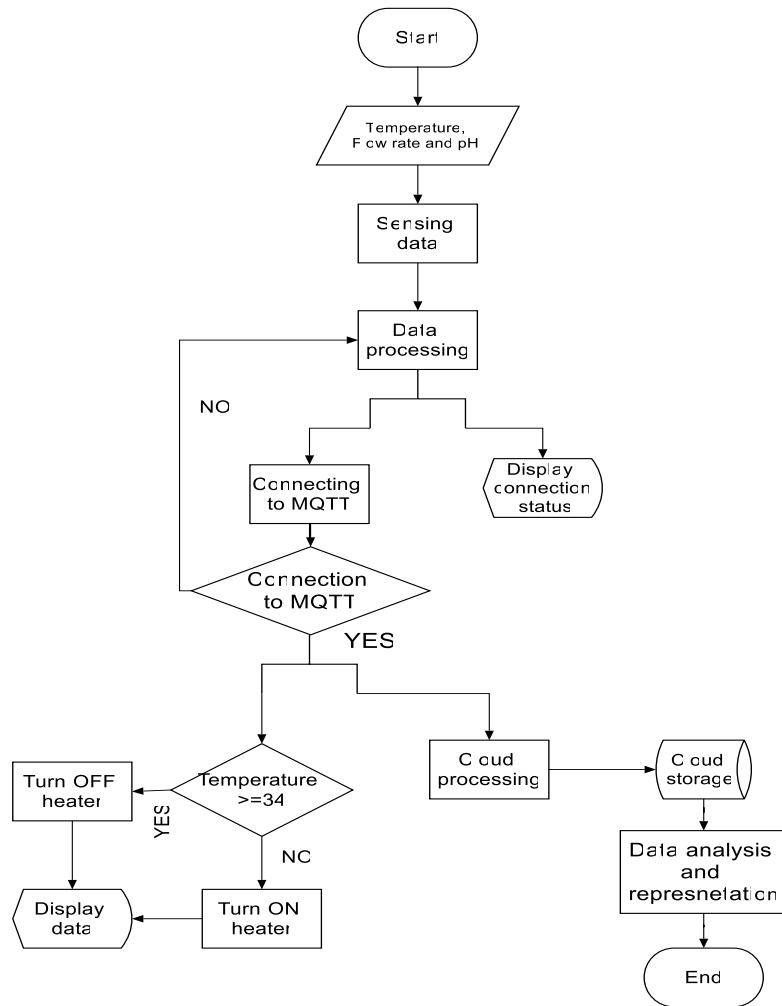 Start
Temperature,
Flow rate and pH
Sensing
data
Data
processing
NO
Connecting
to MQTT
Display
connection
status
Connection
to MQTT
YES
Temperature
>=34
Turn OFF
heater
YES
NO
Turn ON
heater
Display
data
Cloud
processing
Cloud
storage
Data analysis
and
represnetation
End